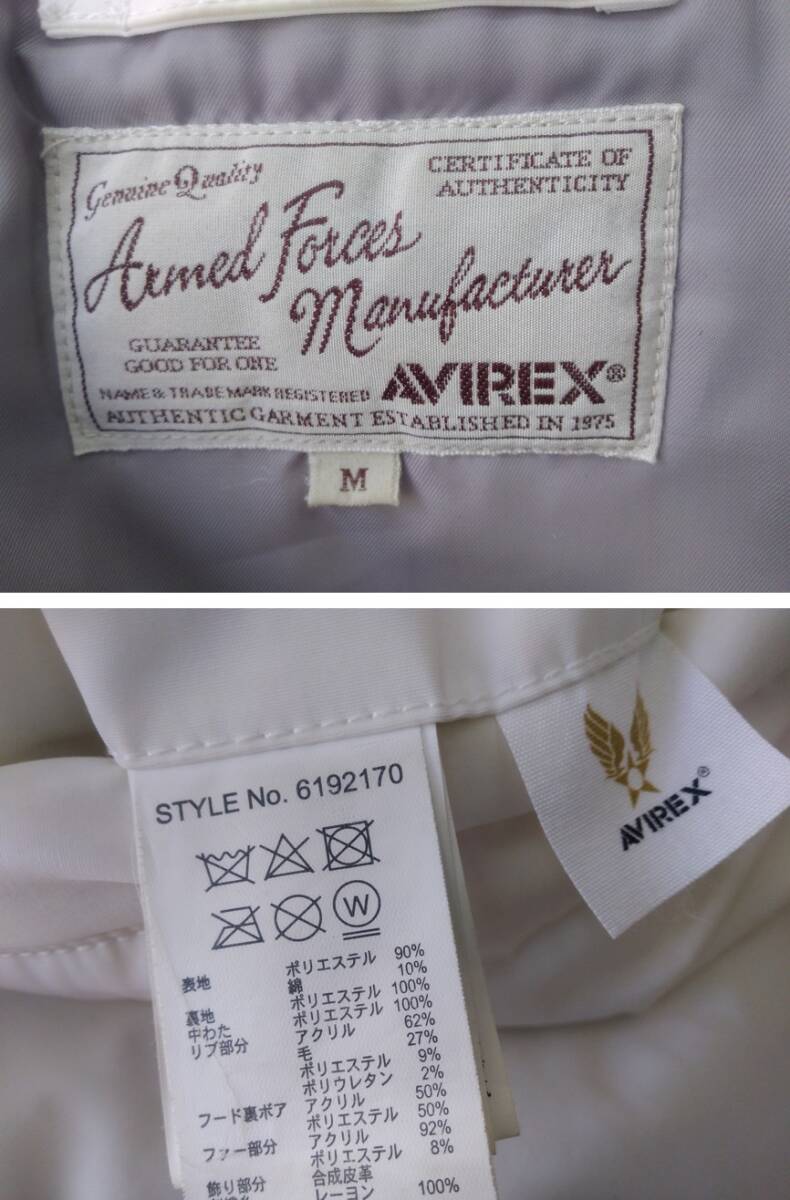 Genuine Quality
CERTIFICATE OF
AUTHENTICITY
Armed Forces
Manufacturer
GUARANTEE
GOOD FOR ONE
NAME & TRADEMARK REGISTERED
AVIREX®
AUTHENTIC GARMENT ESTABLISHED IN 1975
M
STYLE No. 6192170
AVIREX®
W
表地 ポリエステル 90%
綿 10%
裏地 ポリエステル 100%
中わた ポリエステル 100%
リブ部分 アクリル 62%
毛 27%
ポリエステル 9%
ポリウレタン 2%
フード裏ボア アクリル 50%
ポリエステル 50%
ファー部分 アクリル 92%
ポリエステル 8%
飾り部分 合成皮革
レーヨン 100%